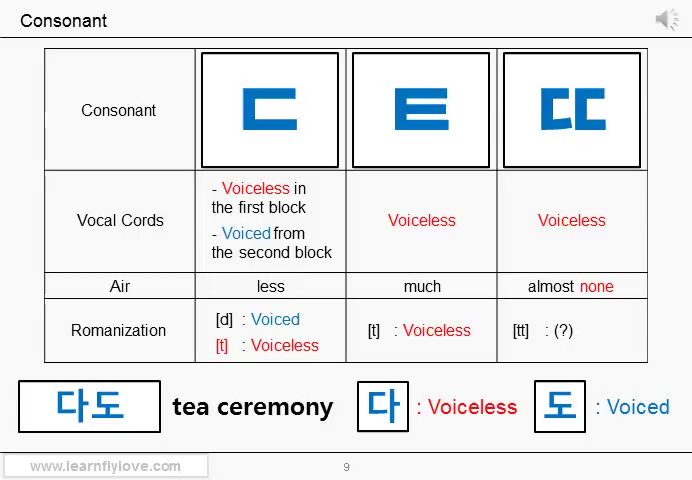 Consonant
Consonant ㄷ ㅌ ㄸ
Vocal Cords
- Voiceless in
the first block
- Voiced from
the second block
Voiceless
Voiceless
Air less much almost none
Romanization
[d] : Voiced
[t] : Voiceless
[t] : Voiceless
[tt] : (?)
다도 tea ceremony 다 : Voiceless 도 : Voiced
www.learnflylove.com
9